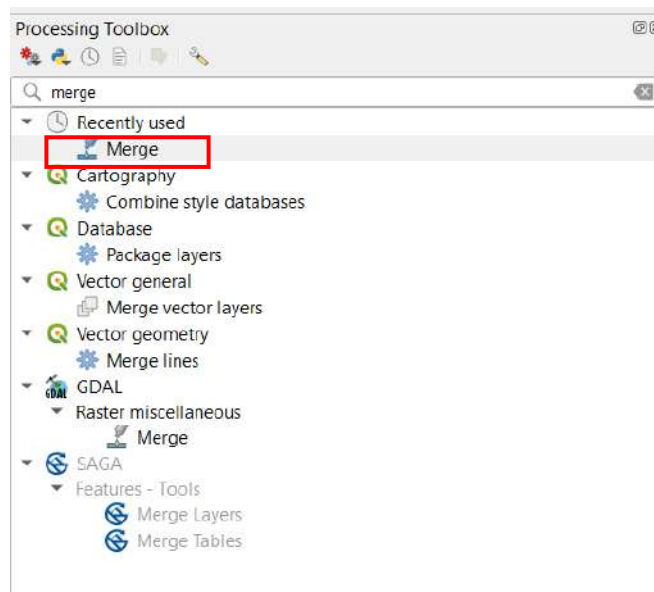 Processing Toolbox
merge
Recently used
Merge
Cartography
Combine style databases
Database
Package layers
Vector general
Merge vector layers
Vector geometry
Merge lines
GDAL
GDAL
Raster miscellaneous
Merge
SAGA
Features - Tools
Merge Layers
Merge Tables